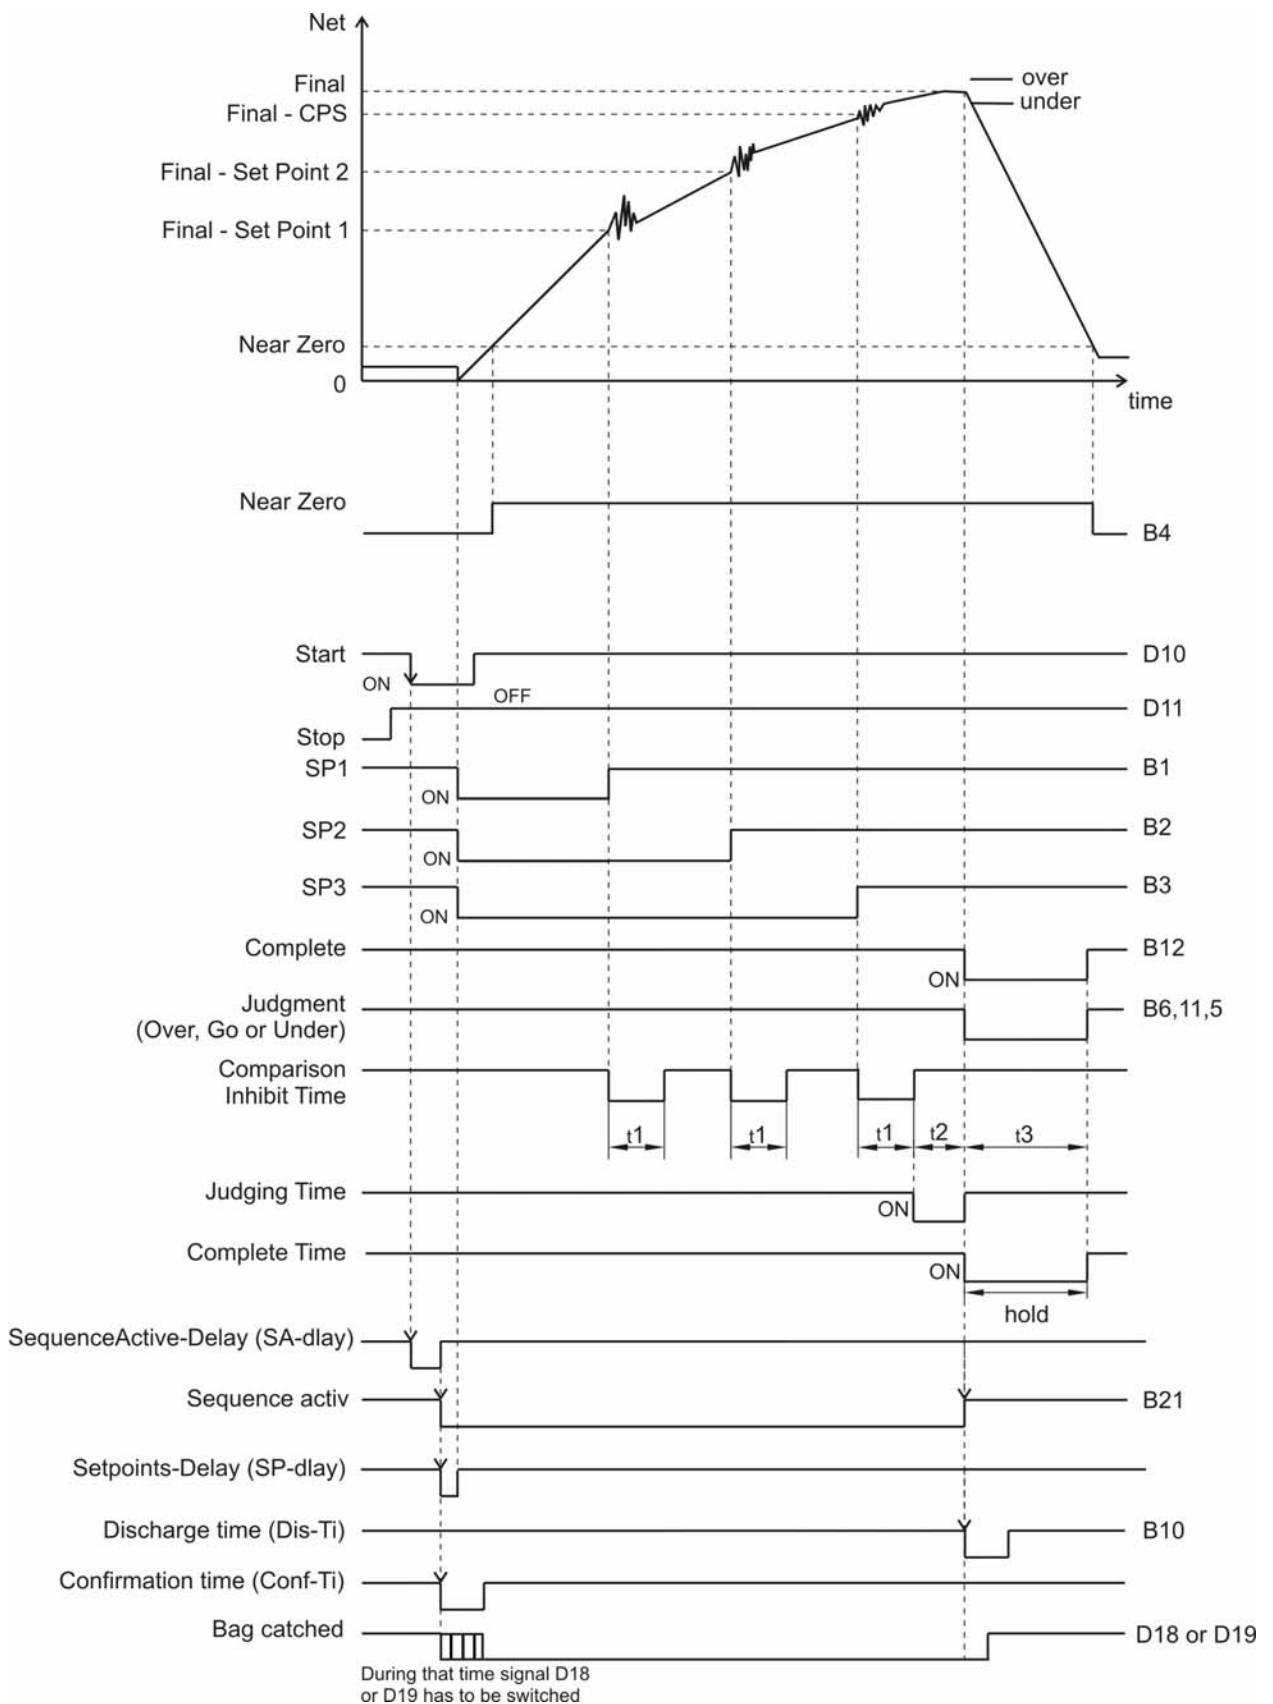 Net
Final
over
Final - CPS
under
Final - Set Point 2
Final - Set Point 1
Near Zero
0
time
Near Zero
B4
Start
D10
ON
OFF
D11
Stop
SP1
B1
ON
SP2
B2
ON
SP3
B3
ON
Complete
B12
ON
Judgment
(Over, Go or Under)
B6,11,5
Comparison
Inhibit Time
t1
t1
t1
t2
t3
Judging Time
ON
Complete Time
ON
hold
SequenceActive-Delay (SA-dlay)
Sequence activ
B21
Setpoints-Delay (SP-dlay)
Discharge time (Dis-Ti)
B10
Confirmation time (Conf-Ti)
Bag catched
D18 or D19
During that time signal D18
or D19 has to be switched